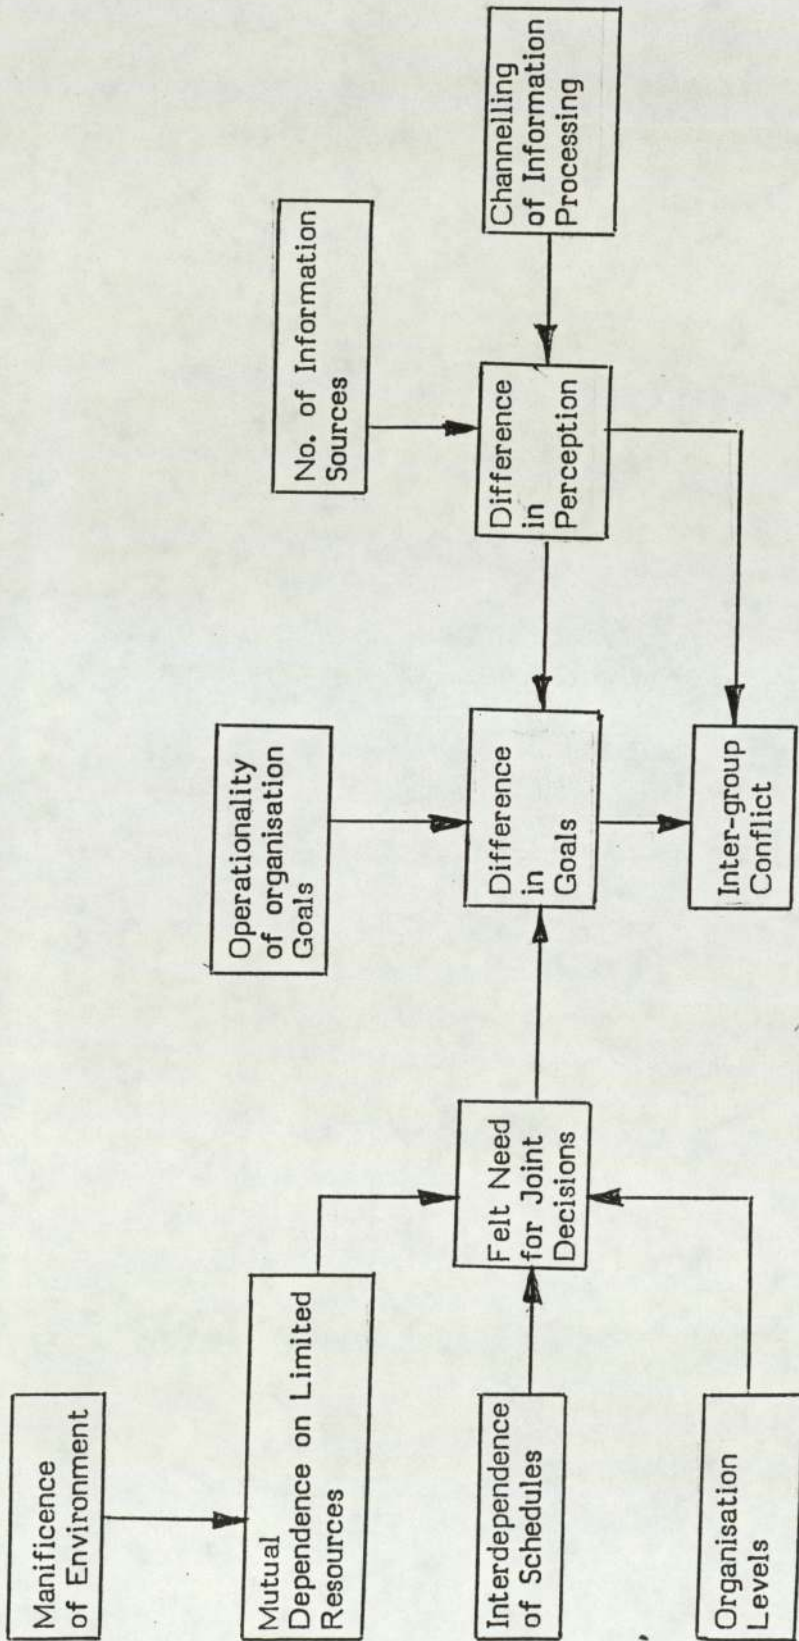 Manificence
of Environment
Mutual
Dependence on Limited
Resources
Interdependence
of Schedules
Organisation
Levels
Felt Need
for Joint
Decisions
Operationality
of organisation
Goals
Difference
in
Goals
Inter-group
Conflict
No. of Information
Sources
Difference
in
Perception
Channelling
of Information
Processing